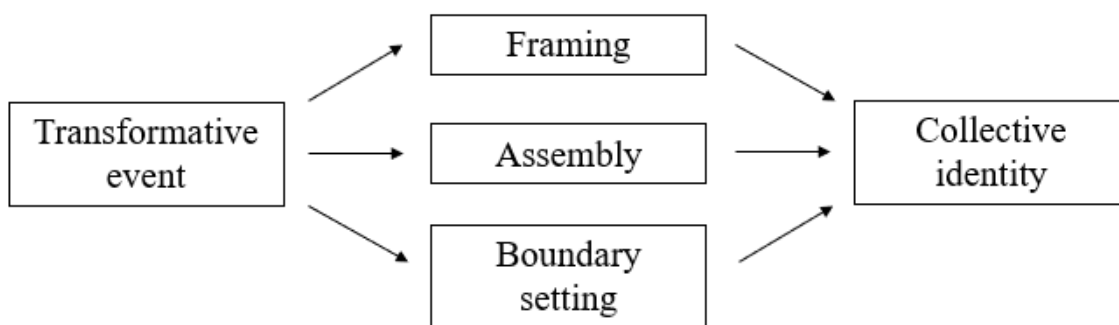 Transformative
event
Framing
Assembly
Boundary
setting
Collective
identity